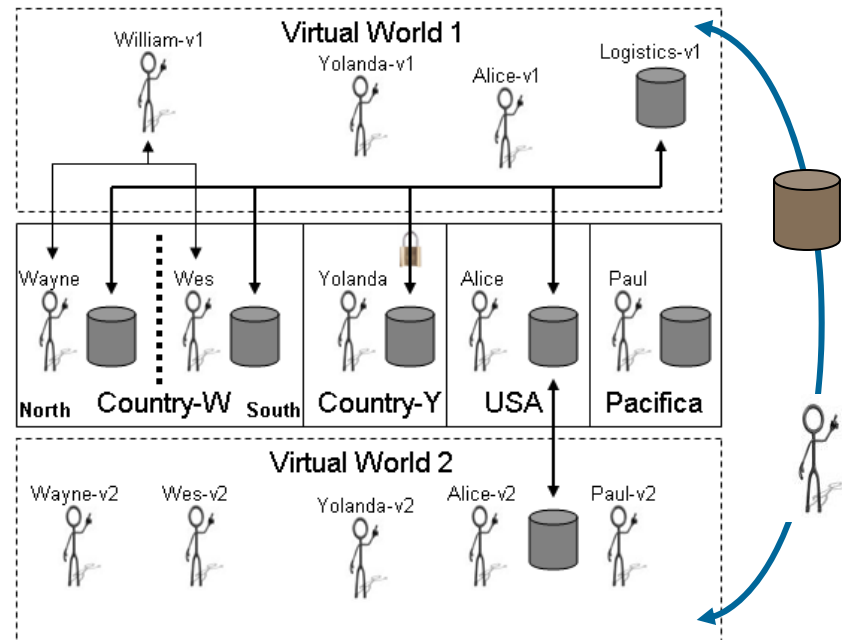 Virtual World 1
William-v1
Yolanda-v1
Alice-v1
Logistics-v1
Wayne
Wes
Yolanda
Alice
Paul
North
Country-W
South
Country-Y
USA
Pacifica
Virtual World 2
Wayne-v2
Wes-v2
Yolanda-v2
Alice-v2
Paul-v2